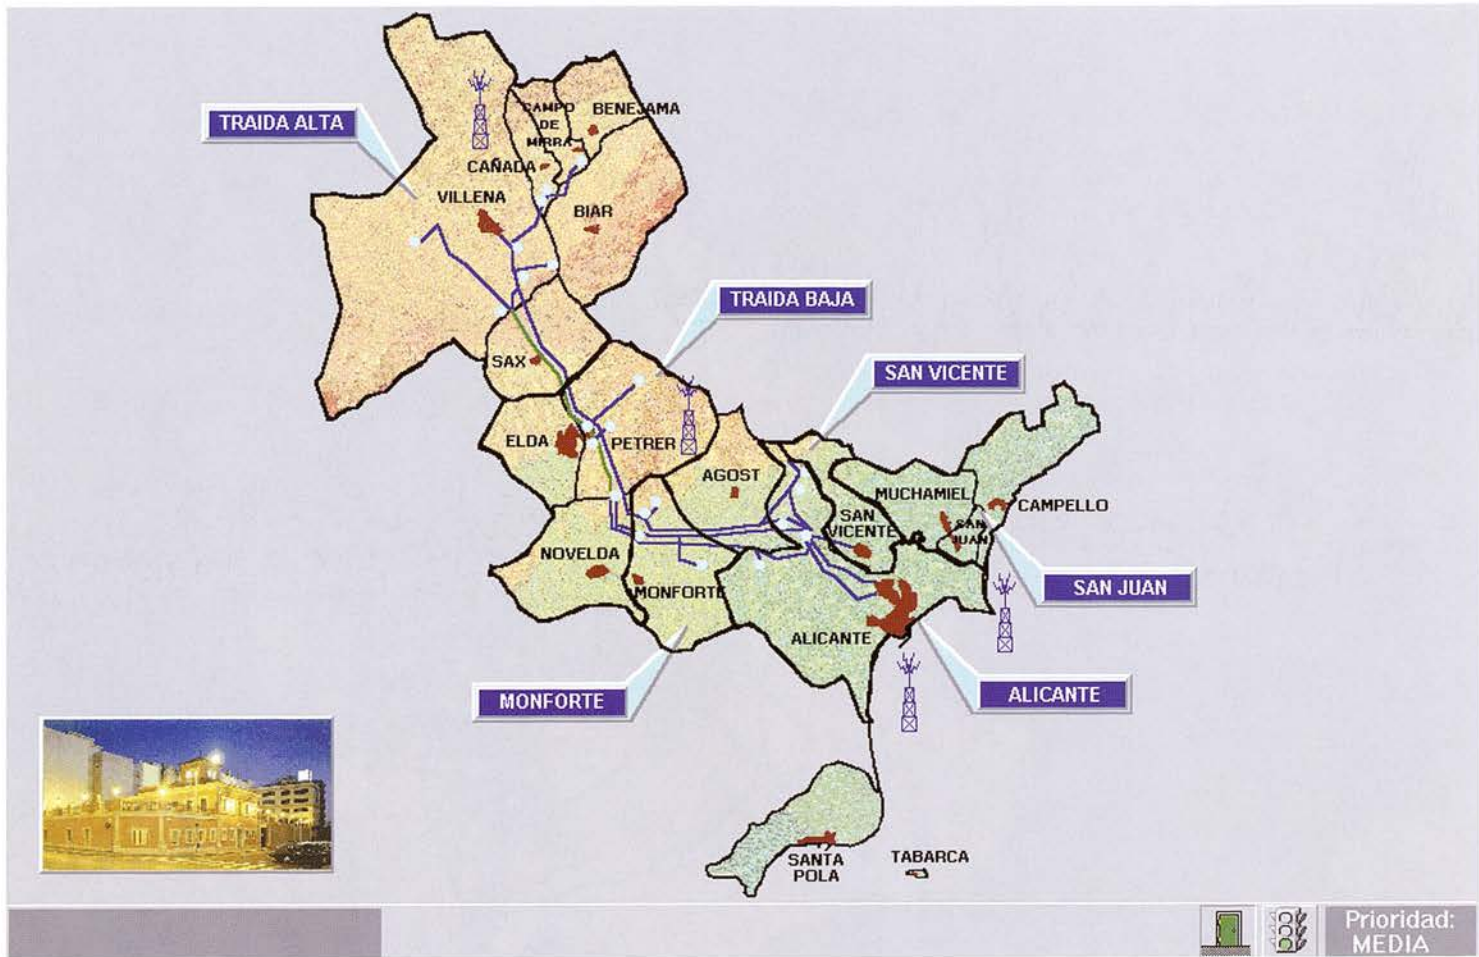 CAMPO
DE
MIRRA
BENEJAMA
TRAIDA ALTA
CAÑADA
VILLENA
BIAR
TRAIDA BAJA
SAX
SAN VICENTE
ELDA
PETRER
AGOST
MUCHAMIEL
CAMPELLO
SAN
VICENTE
SAN
JUAN
NOVELDA
MONFORTE
SAN JUAN
ALICANTE
MONFORTE
ALICANTE
SANTA
POLA
TABARCA
Prioridad:
MEDIA